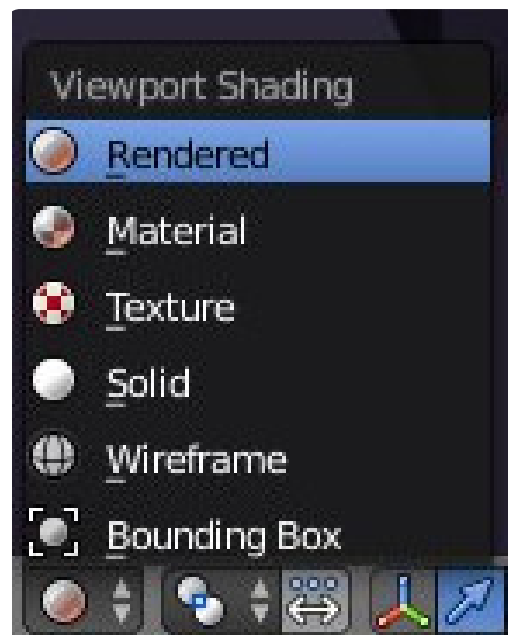 Viewport Shading
Rendered
Material
Texture
Solid
Wireframe
Bounding Box